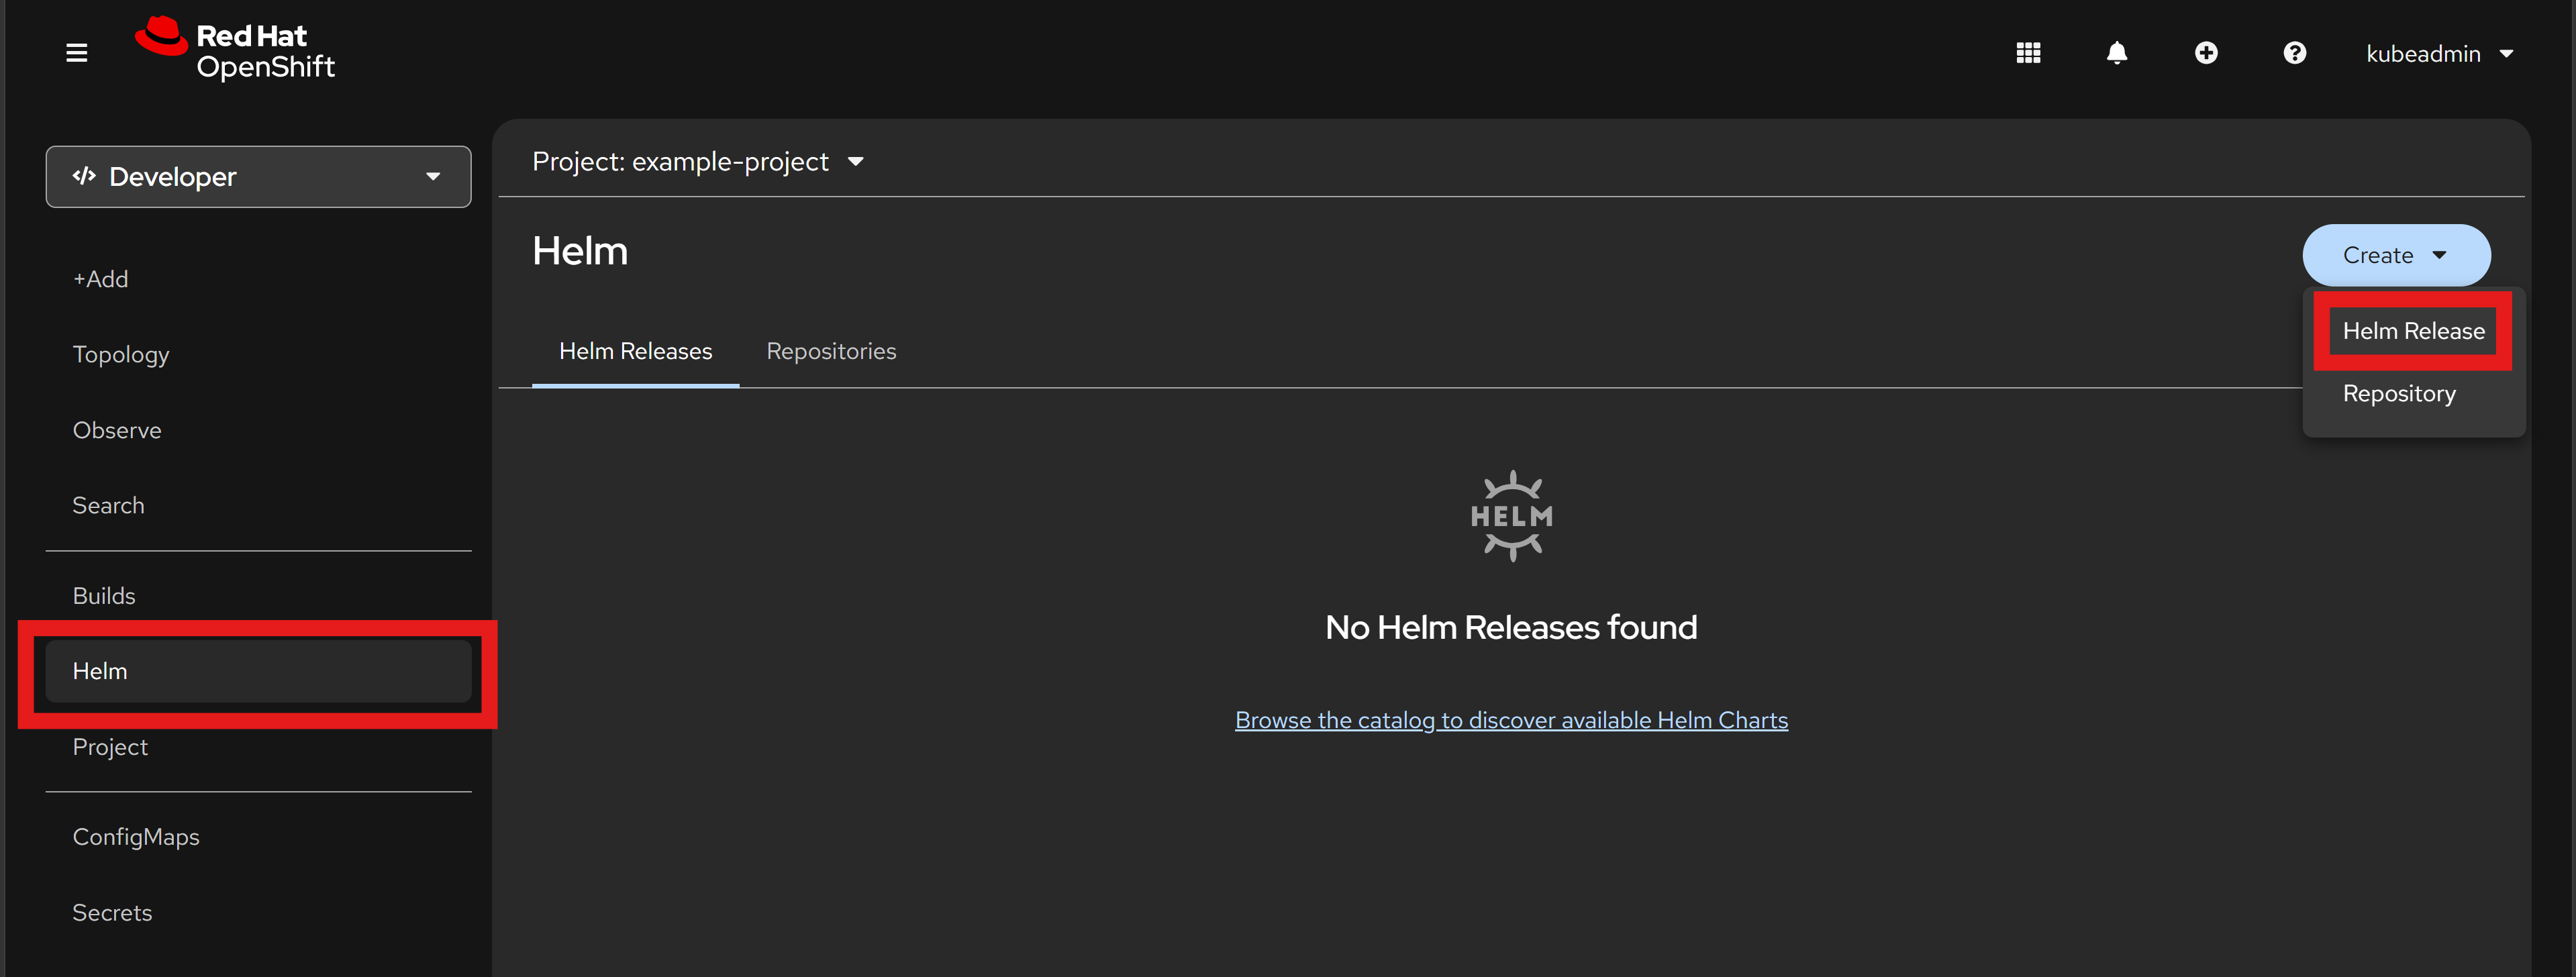 Red Hat
OpenShift
kubeadmin
Developer
+Add
Topology
Observe
Search
Builds
Helm
Project
ConfigMaps
Secrets
Project: example-project
Helm
Create
Helm Release
Repository
Helm Releases
Repositories
HELM
No Helm Releases found
Browse the catalog to discover available Helm Charts